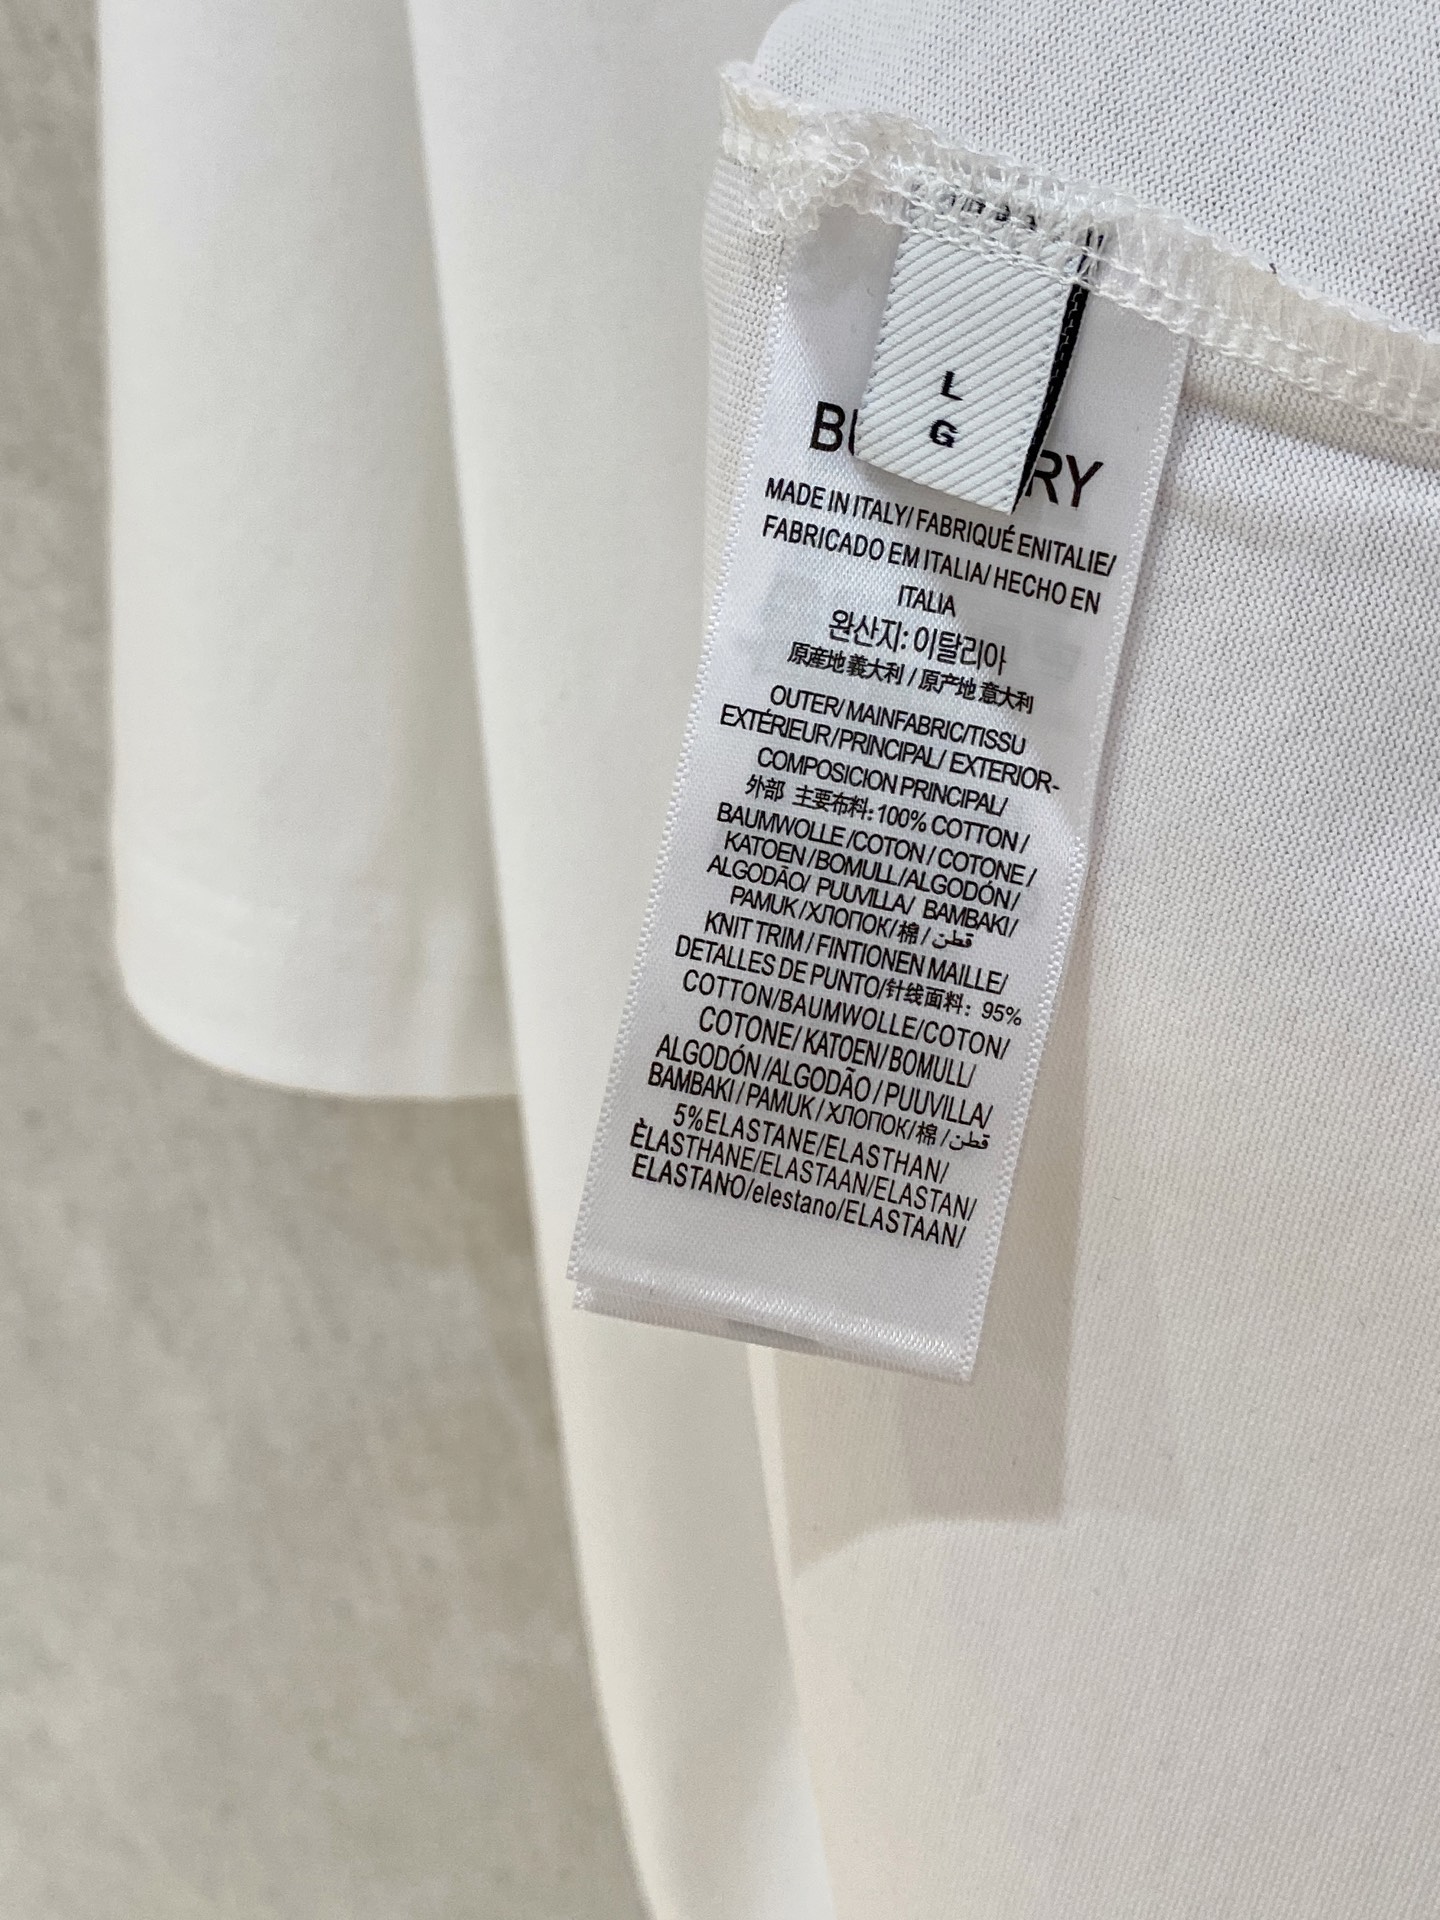 L
G
BU RY
MADE IN ITALY/ FABRIQUÉ ENITALIE/
FABRICADO EM ITALIA/ HECHO EN
ITALIA
완산지: 이탈리아
原産地 義大利 / 原产地 意大利
OUTER/ MAINFABRIC/TISSU
EXTÉRIEUR/PRINCIPAL/ EXTERIOR-
COMPOSICION PRINCIPAL/
外部 主要布料: 100% COTTON /
BAUMWOLLE /COTON / COTONE /
KATOEN /BOMULL/ALGODÓN /
ALGODÃO/ PUUVILLA/ BAMBAKI /
PAMUK / ХЛОПОК/ 棉 / قطن
KNIT TRIM / FINTIONEN MAILLE/
DETALLES DE PUNTO/针线面料: 95%
COTTON/BAUMWOLLE/COTON/
COTONE/ KATOEN/ BOMULL/
ALGODÓN /ALGODÃO / PUUVILLA/
BAMBAKI / PAMUK / ХЛОПОК/ 棉 / قطن
5%ELASTANE/ELASTHAN/
ÈLASTHANE/ELASTAAN/ELASTAN/
ELASTANO/elestano/ELASTAAN/